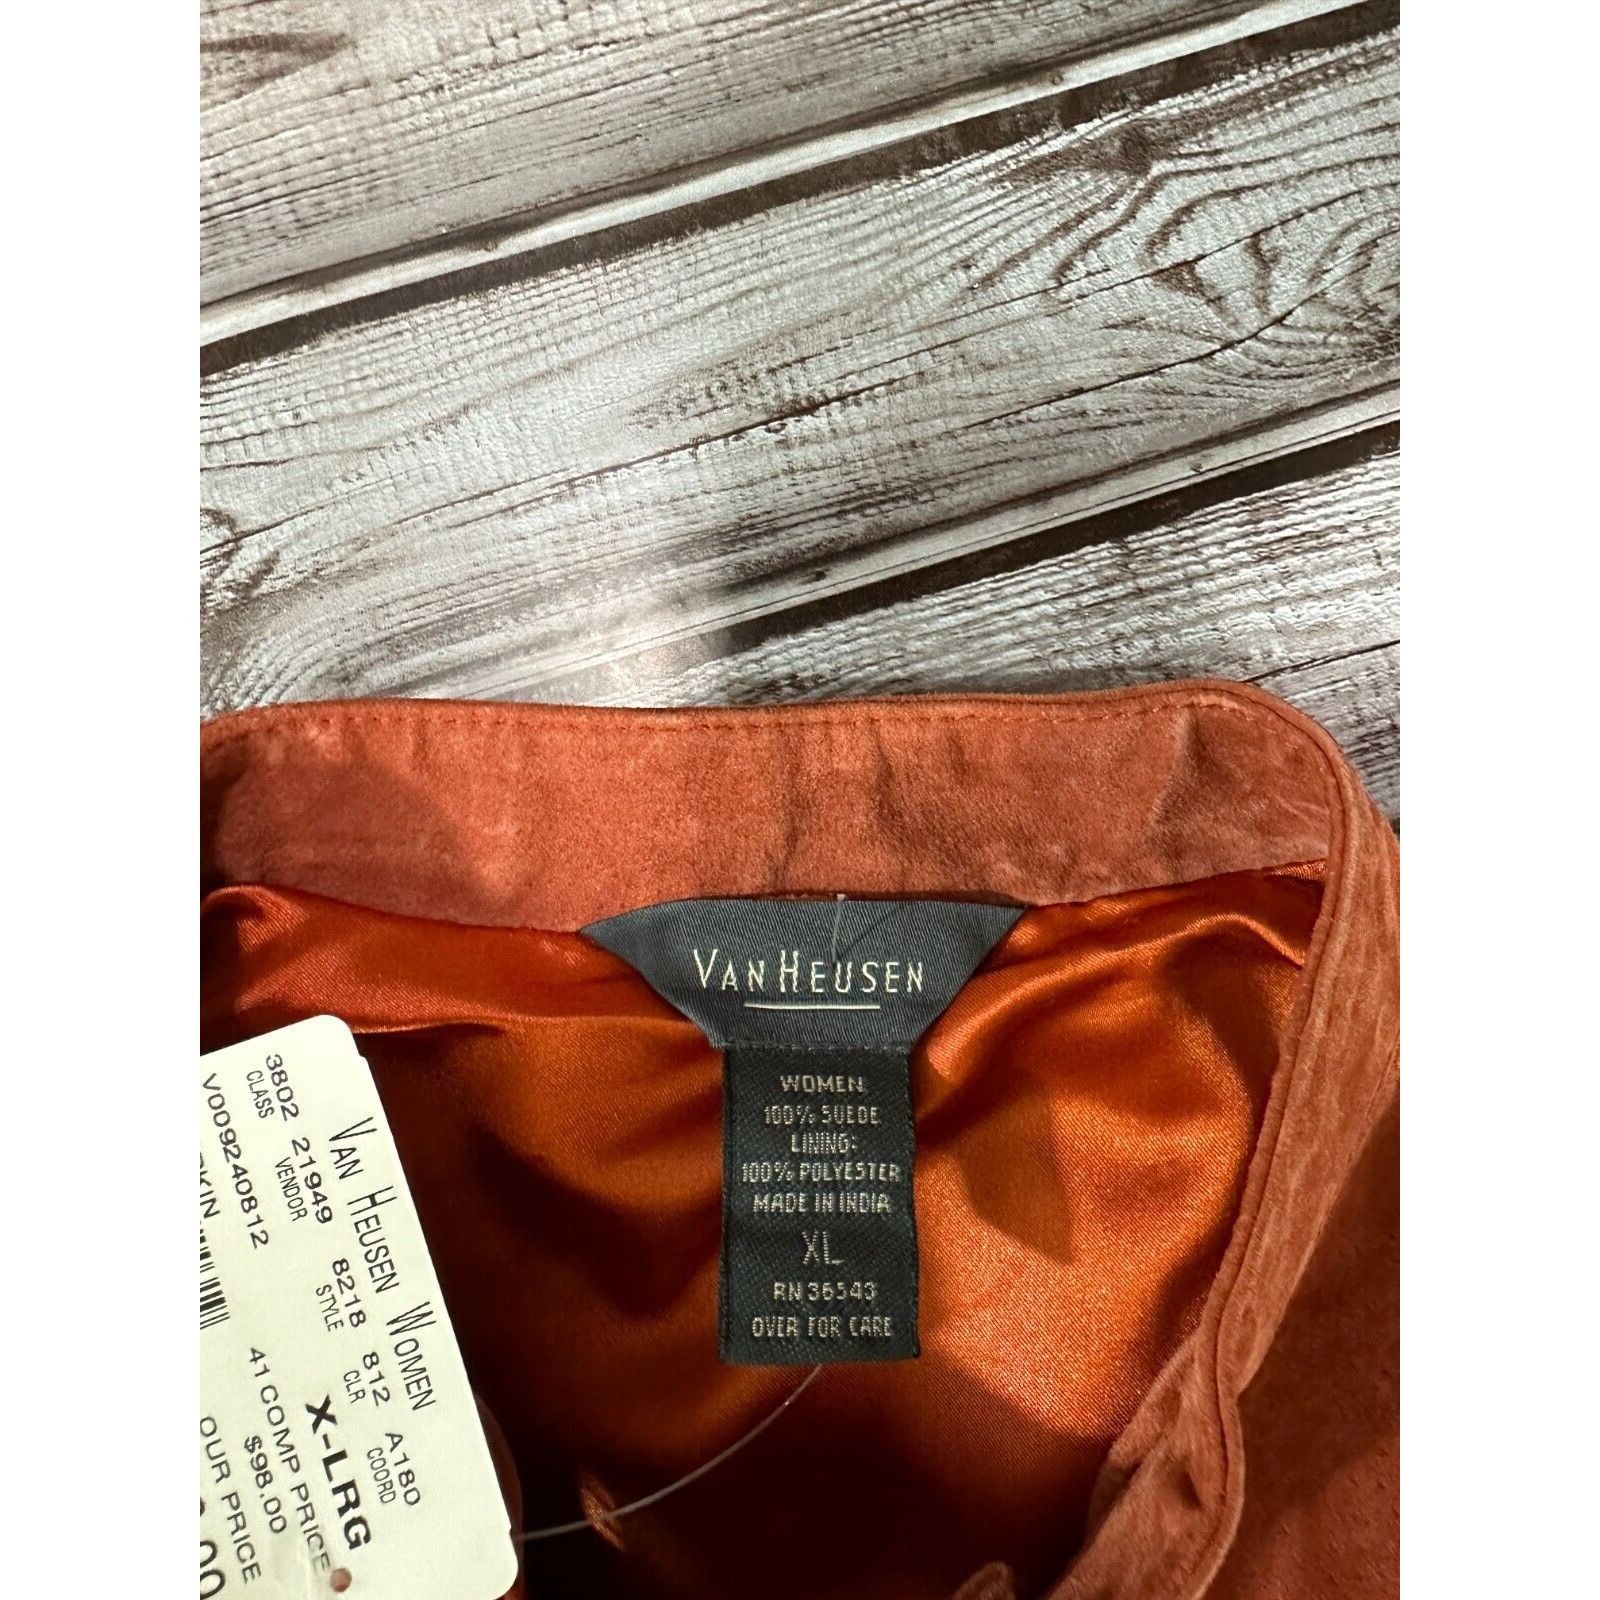 VAN HEUSEN
WOMEN
100% SUEDE
LINING:
100% POLYESTER
MADE IN INDIA
XL
RN 36543
OVER FOR CARE
VAN HEUSEN WOMEN
3802 21949 8218 812 A180
CLASS VENDOR STYLE CLR COORD
V009240812
X-LRG
41 COMP PRICE
$98.00
OUR PRICE